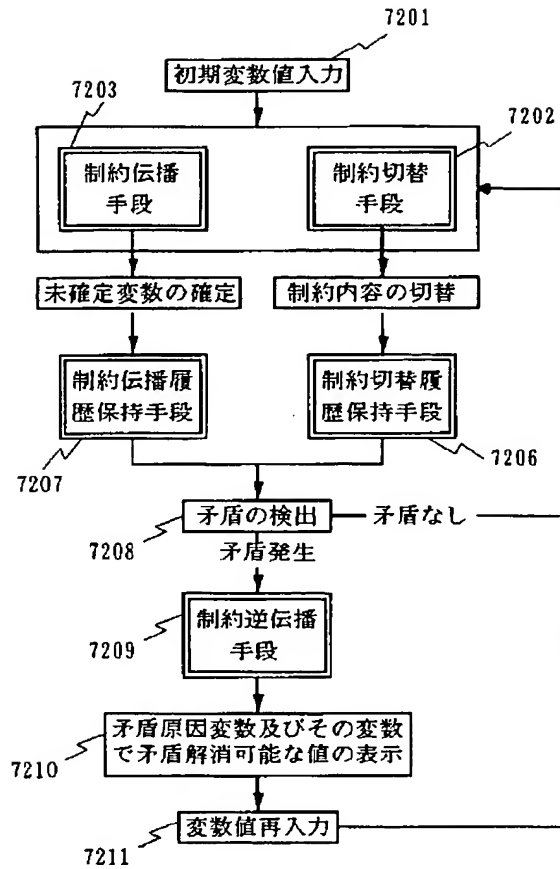 7201
初期変数値入力
7203
7202
制約伝播
手段
制約切替
手段
未確定変数の確定
制約内容の切替
制約伝播履
歴保持手段
制約切替履
歴保持手段
7207
7206
矛盾の検出
矛盾なし
7208
矛盾発生
制約逆伝播
手段
7209
矛盾原因変数及びその変数
で矛盾解消可能な値の表示
7210
変数値再入力
7211